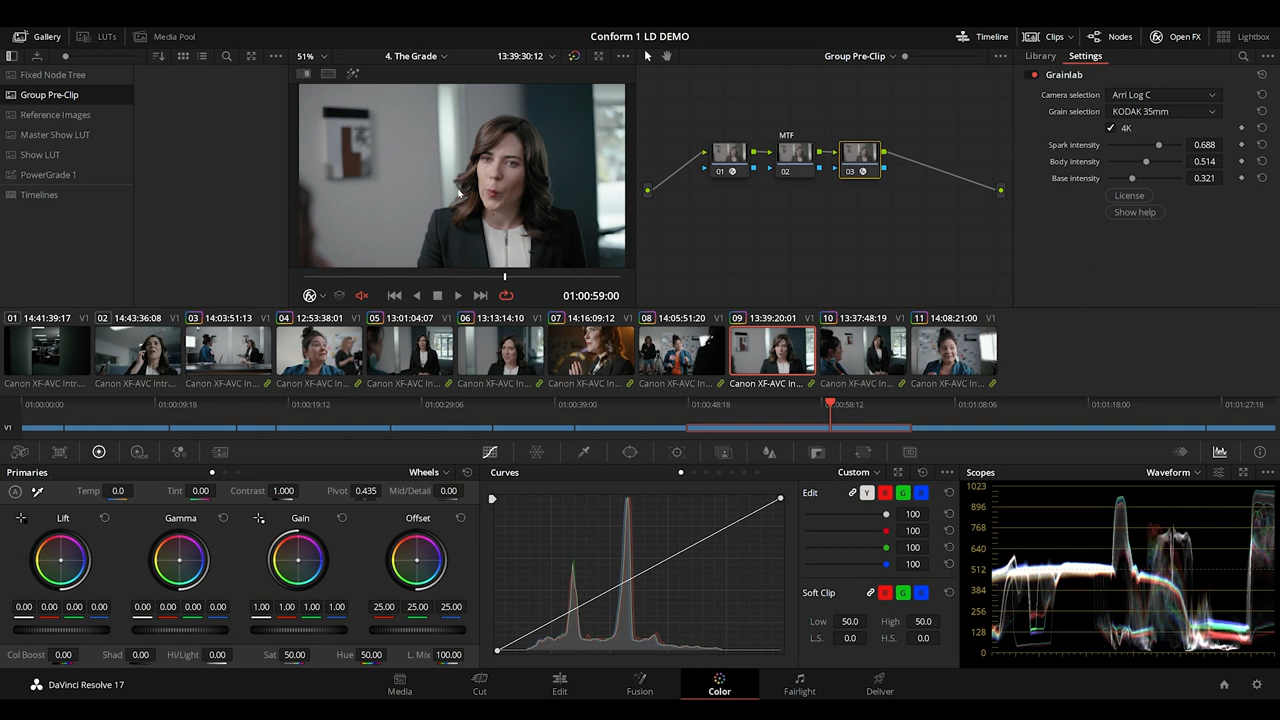 Gallery LUTs Media Pool Conform 1 LD DEMO Timeline Clips Nodes Open FX Lightbox
51% 4. The Grade 13:39:30:12 Group Pre-Clip Library Settings
Fixed Node Tree
Group Pre-Clip
Reference Images
Master Show LUT
Show LUT
PowerGrade 1
Timelines
MTF
01 02 03
Grainlab
Camera selection Arri Log C
Grain selection KODAK 35mm
4K
Spark intensity 0.688
Body intensity 0.514
Base intensity 0.321
License
Show help
01:00:59:00
01 14:41:39:17 V1 02 14:43:36:08 V1 03 14:03:51:13 V1 04 12:53:38:01 V1 05 13:01:04:07 V1 06 13:13:14:10 V1 07 14:16:09:12 V1 08 14:05:51:20 V1 09 13:39:20:01 V1 10 13:37:48:19 V1 11 14:08:21:00 V1
Canon XF-AVC Intr... Canon XF-AVC Intr... Canon XF-AVC In... Canon XF-AVC In... Canon XF-AVC In... Canon XF-AVC In... Canon XF-AVC In... Canon XF-AVC In... Canon XF-AVC In... Canon XF-AVC In... Canon XF-AVC In...
01:00:00:00 01:00:09:18 01:00:19:12 01:00:29:06 01:00:39:00 01:00:48:18 :00:58:12 01:01:08:06 01:01:18:00 01:01:27:18
V1
Primaries Wheels Curves Custom Scopes Waveform
A Temp 0.0 Tint 0.00 Contrast 1.000 Pivot 0.435 Mid/Detail 0.00
Lift Gamma Gain Offset
0.00 0.00 0.00 0.00 0.00 0.00 0.00 0.00 1.00 1.00 1.00 1.00 25.00 25.00 25.00
Col Boost 0.00 Shad 0.00 Hi/Light 0.00 Sat 50.00 Hue 50.00 L. Mix 100.00
Edit Y R G B
100
100
100
100
Soft Clip R G B
Low 50.0 High 50.0
L.S. 0.0 H.S. 0.0
1023
896
768
640
512
384
256
128
0
DaVinci Resolve 17 Media Cut Edit Fusion Color Fairlight Deliver